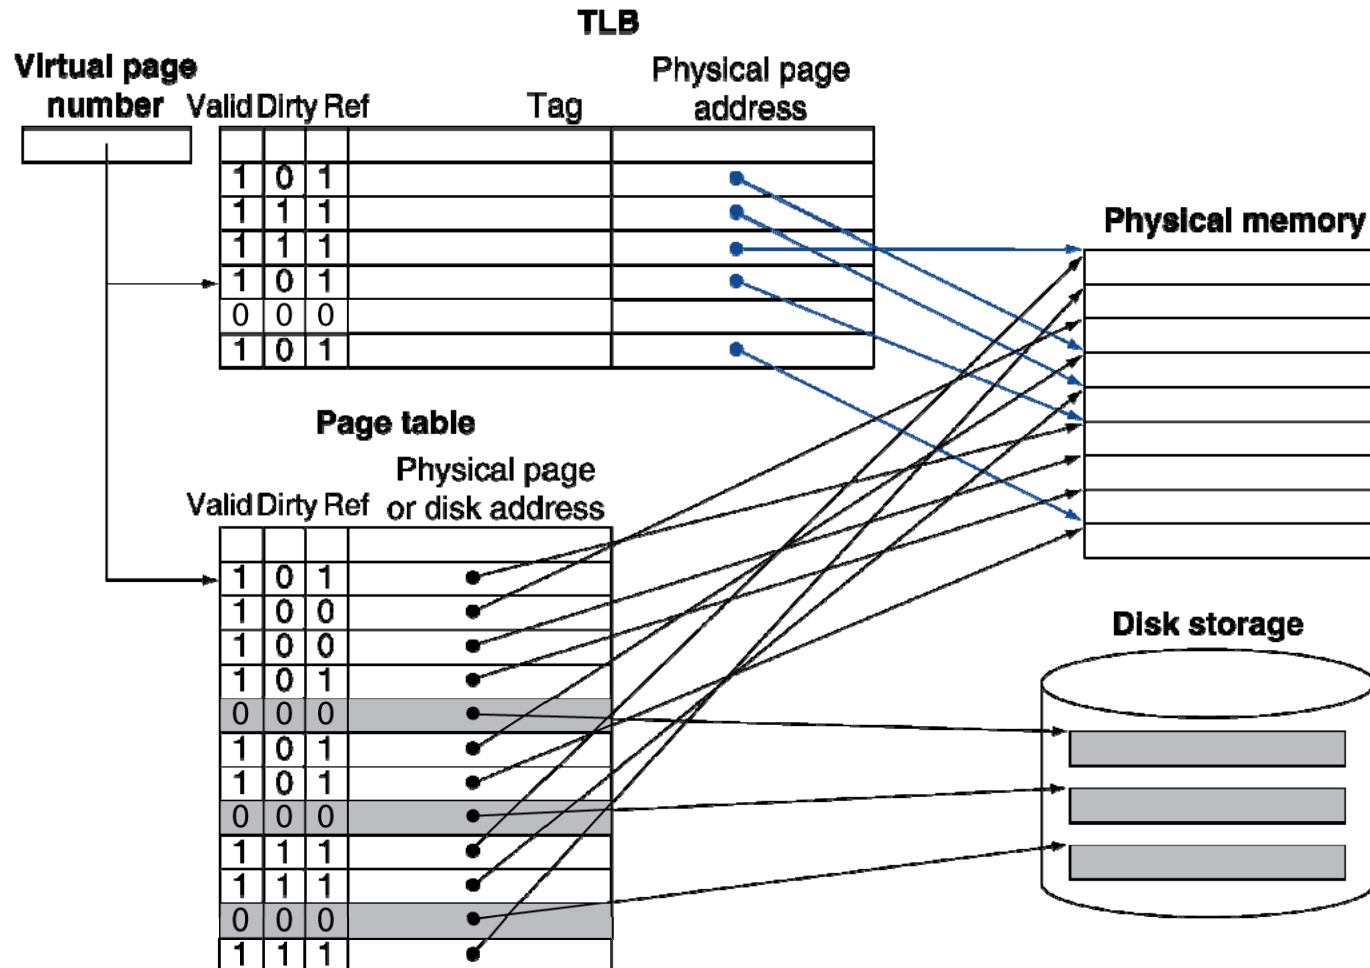 TLB
Virtual page
number
Valid Dirty Ref
Tag
Physical page
address
1 0 1
1 1 1
1 1 1
1 0 1
0 0 0
1 0 1
Physical memory
Page table
Physical page
or disk address
Valid Dirty Ref
1 0 1
1 0 0
1 0 0
1 0 1
0 0 0
1 0 1
1 0 1
0 0 0
1 1 1
1 1 1
0 0 0
1 1 1
Disk storage